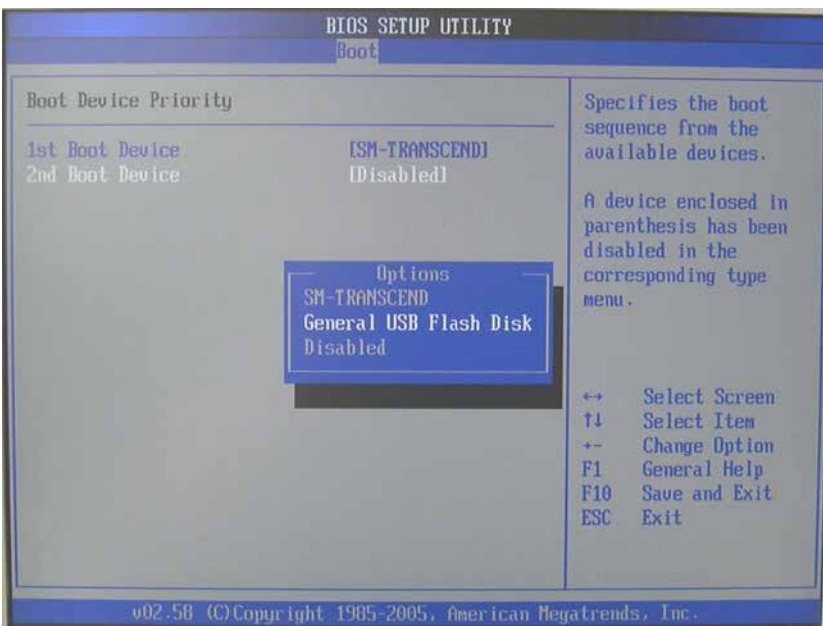 BIOS SETUP UTILITY
Boot
Boot Device Priority
1st Boot Device [SM-TRANSCEND]
2nd Boot Device [Disabled]
Options
SM-TRANSCEND
General USB Flash Disk
Disabled
Specifies the boot
sequence from the
available devices.
A device enclosed in
parenthesis has been
disabled in the
corresponding type
menu.
↔ Select Screen
↑↓ Select Item
+- Change Option
F1 General Help
F10 Save and Exit
ESC Exit
v02.58 (C)Copyright 1985-2005, American Megatrends, Inc.